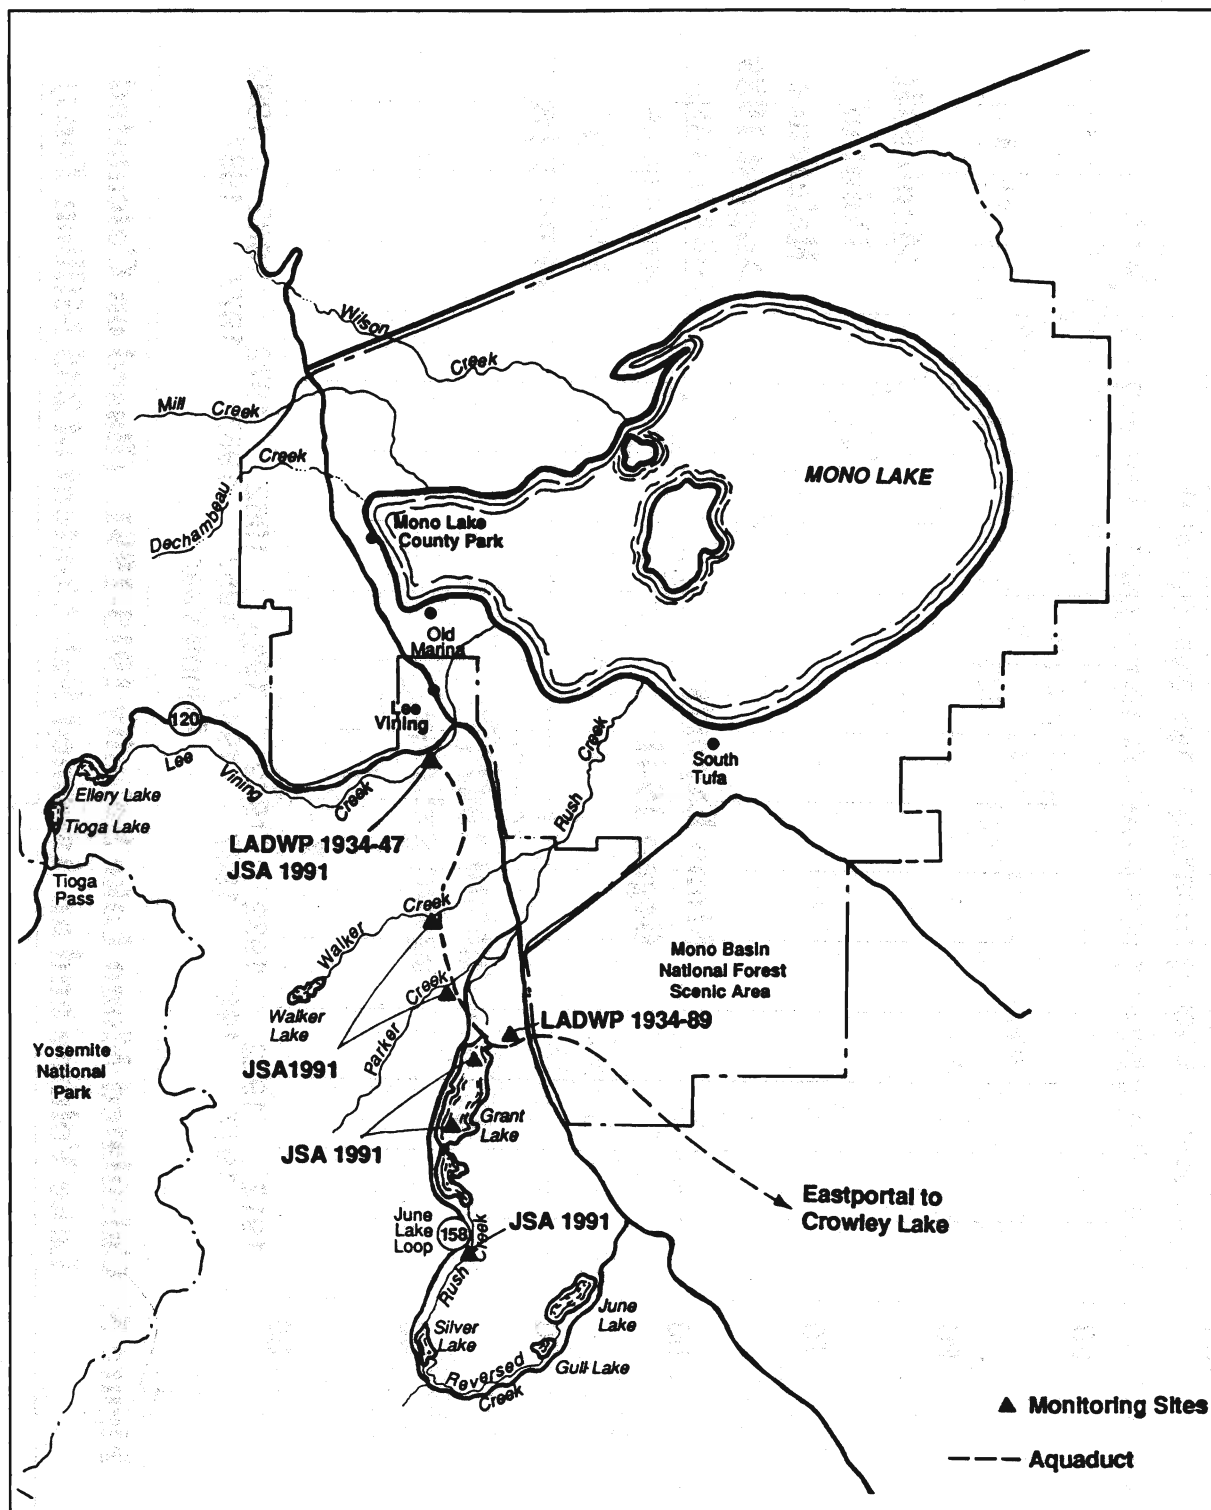 Wilson
Creek
Mill Creek
Creek
Dechambeau
MONO LAKE
Mono Lake
County Park
Old
Marina
Lee
Vining
120
Lee
Vining
Creek
Ellery Lake
Tioga Lake
Tioga
Pass
Creek
Rush
South
Tufa
LADWP 1934-47
JSA 1991
Creek
Walker
Walker
Lake
Creek
Parker
Mono Basin
National Forest
Scenic Area
LADWP 1934-89
Yosemite
National
Park
JSA1991
Grant
Lake
JSA 1991
Eastportal to
Crowley Lake
June
Lake
Loop
158
JSA 1991
Creek
Rush
June
Lake
Silver
Lake
Gull Lake
Reversed
Creek
Monitoring Sites
Aquaduct